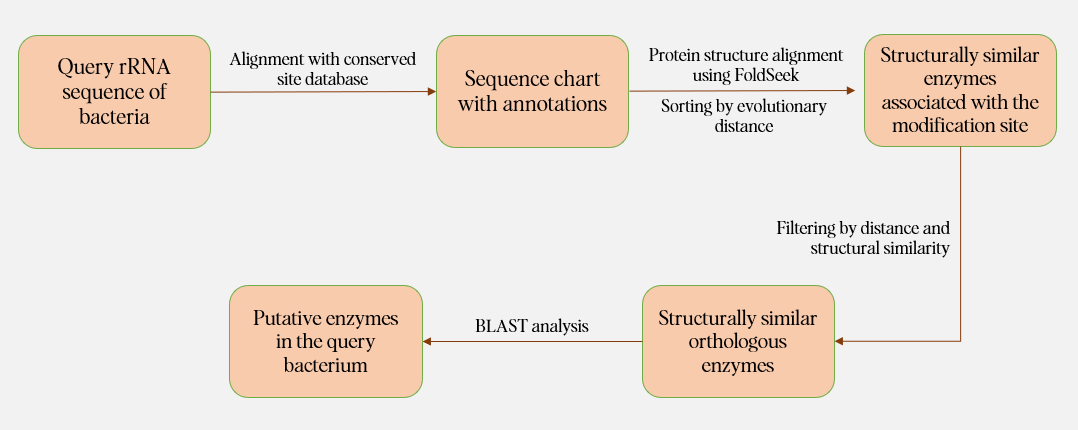 Query rRNA
sequence of
bacteria
Alignment with conserved
site database
Sequence chart
with annotations
Protein structure alignment
using FoldSeek
Sorting by evolutionary
distance
Structurally similar
enzymes
associated with the
modification site
Filtering by distance and
structural similarity
Structurally similar
orthologous
enzymes
BLAST analysis
Putative enzymes
in the query
bacterium